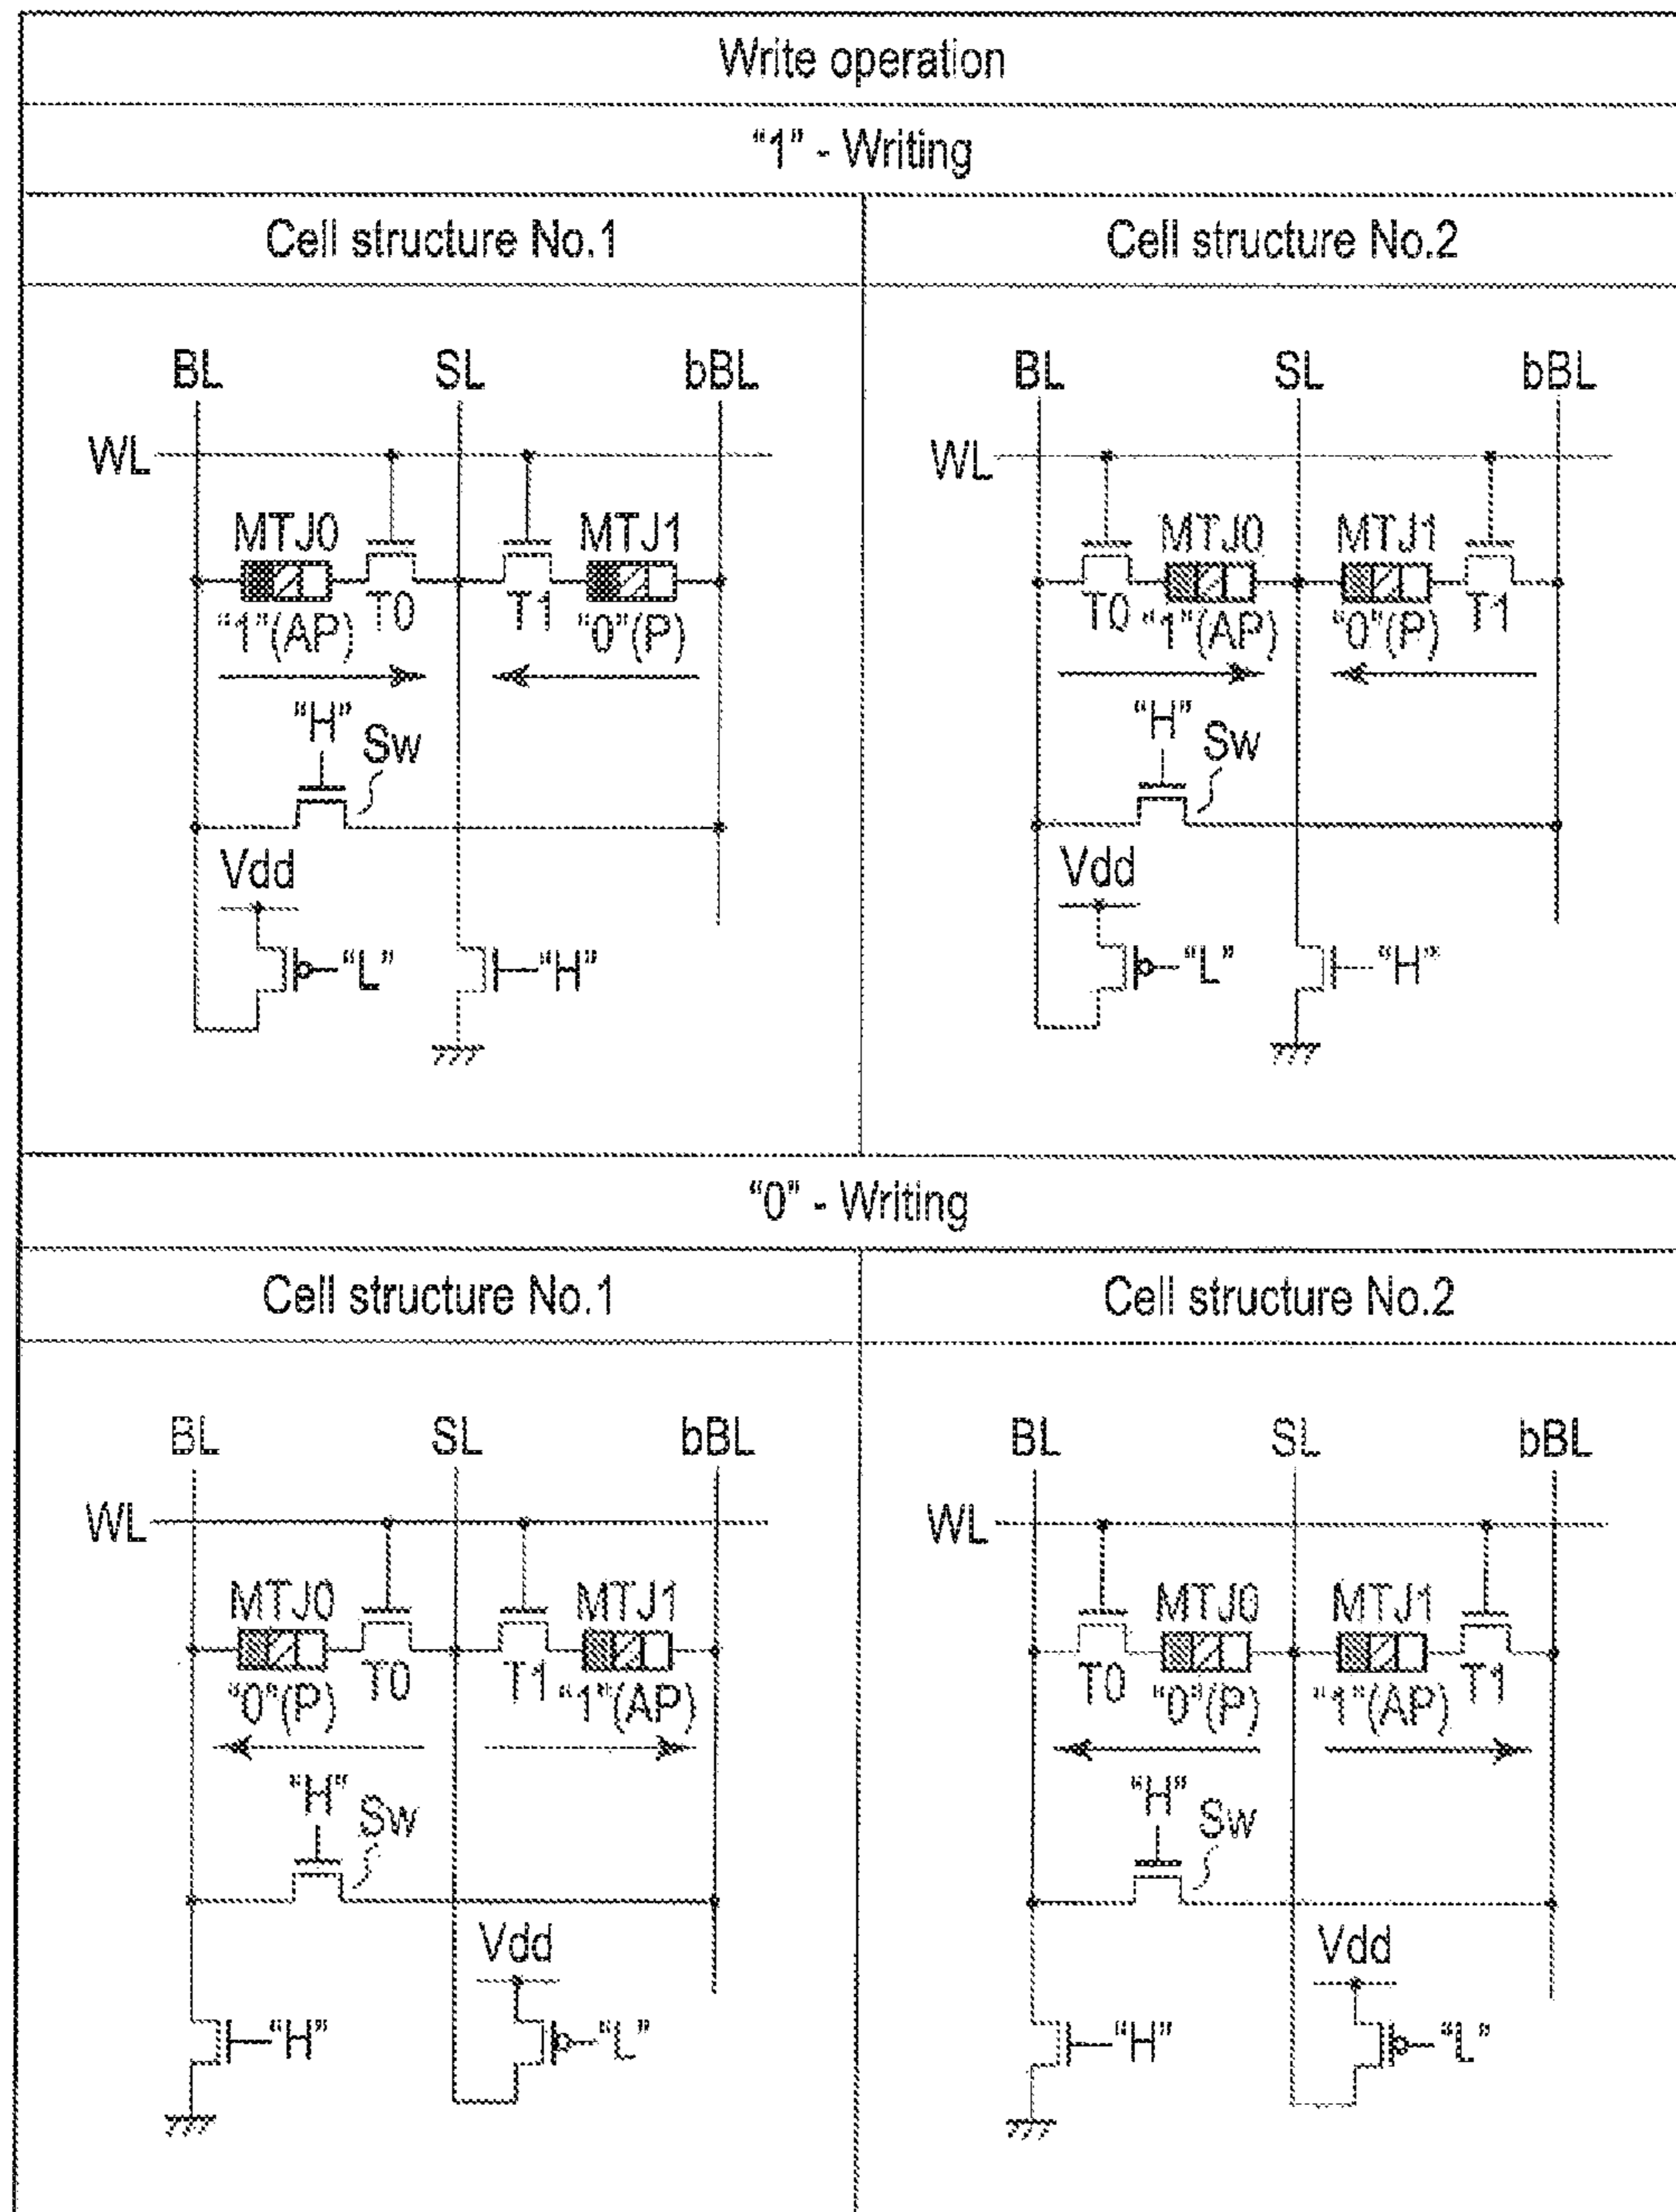 Write operation
"1" - Writing
Cell structure No.1
Cell structure No.2
BL SL bBL
WL
MTJ0 MTJ1
"1"(AP) T0 T1 "0"(P)
"H"
Sw
Vdd
"L" "H"
BL SL bBL
WL
MTJ0 MTJ1
T0 "1"(AP) "0"(P) T1
"H"
Sw
Vdd
"L" "H"
"0" - Writing
Cell structure No.1
Cell structure No.2
BL SL bBL
WL
MTJ0 MTJ1
"0"(P) T0 T1 "1"(AP)
"H"
Sw
Vdd
"H" "L"
BL SL bBL
WL
MTJ0 MTJ1
T0 "0"(P) "1"(AP) T1
"H"
Sw
Vdd
"H" "L"